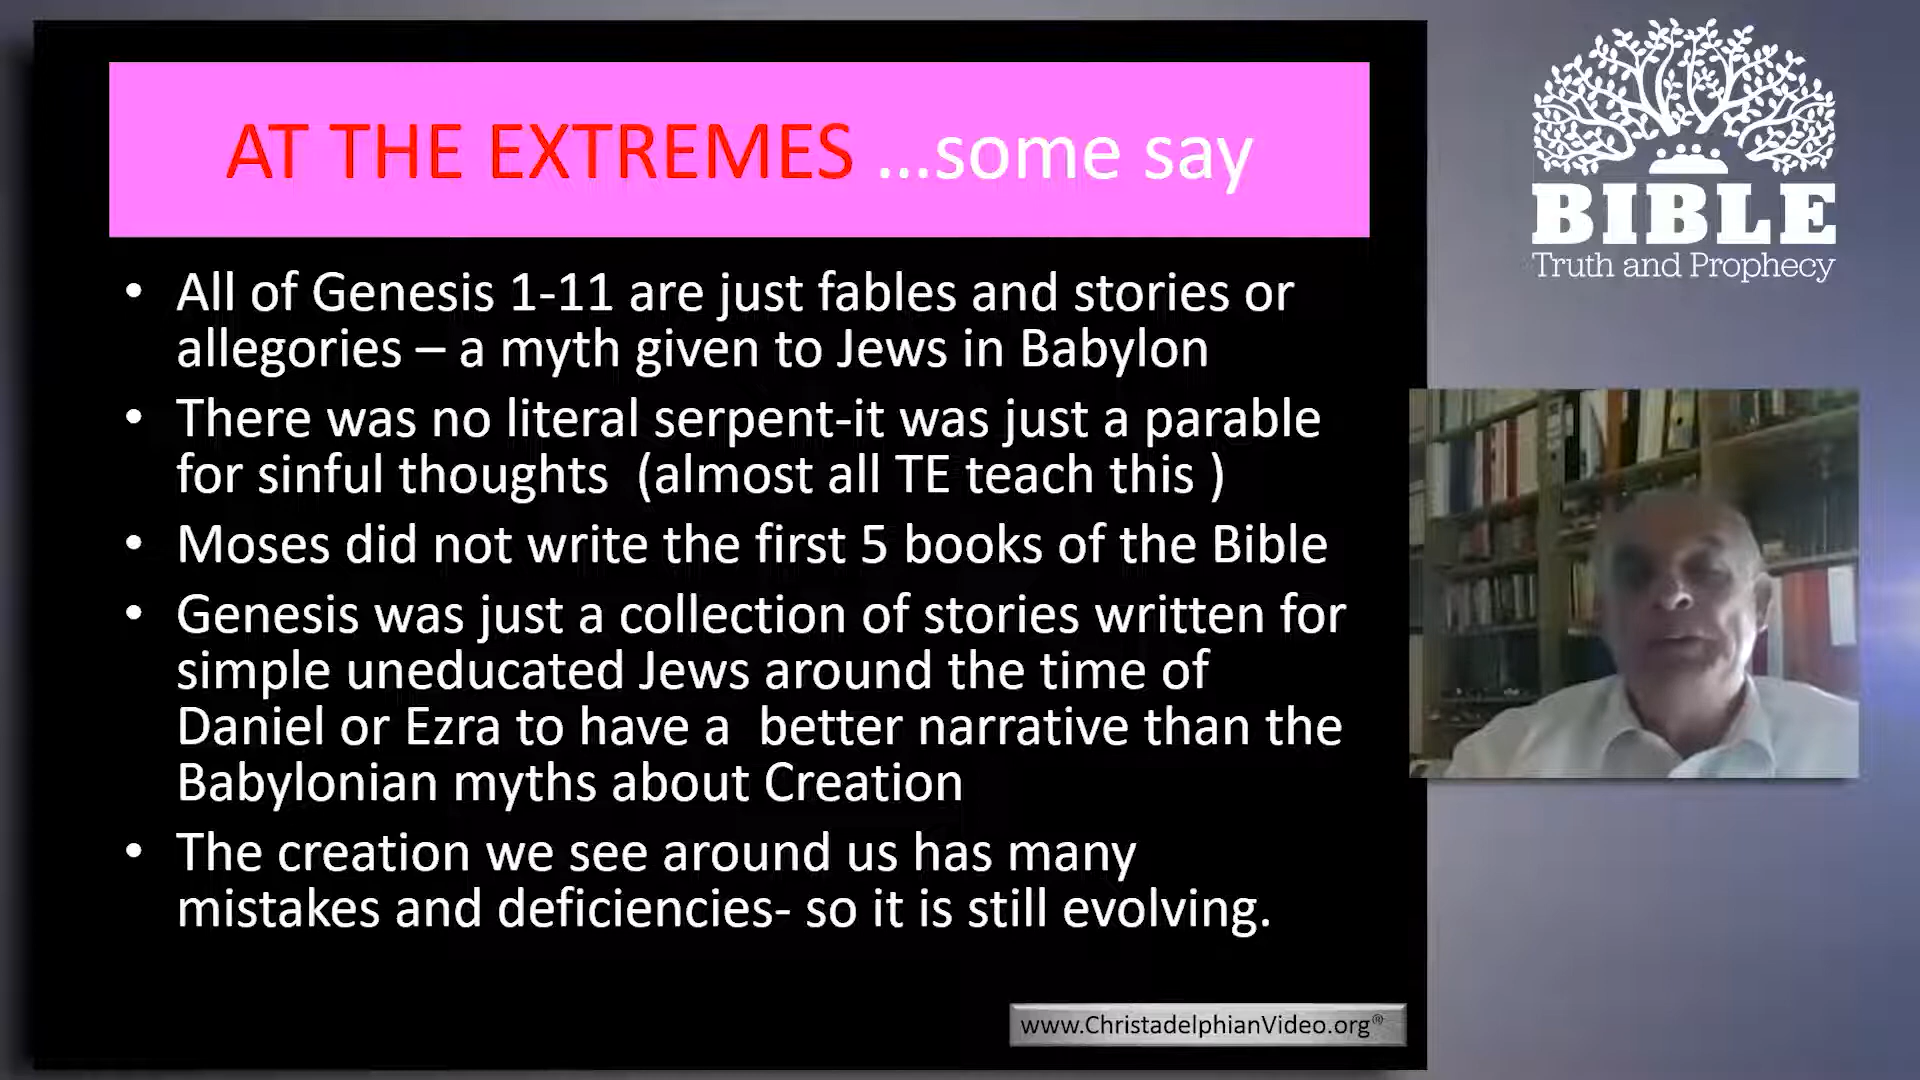 AT THE EXTREMES ...some say
• All of Genesis 1-11 are just fables and stories or
allegories – a myth given to Jews in Babylon
• There was no literal serpent-it was just a parable
for sinful thoughts  (almost all TE teach this )
• Moses did not write the first 5 books of the Bible
• Genesis was just a collection of stories written for
simple uneducated Jews around the time of
Daniel or Ezra to have a  better narrative than the
Babylonian myths about Creation
• The creation we see around us has many
mistakes and deficiencies- so it is still evolving.
www.ChristadelphianVideo.org®
BIBLE
Truth and Prophecy